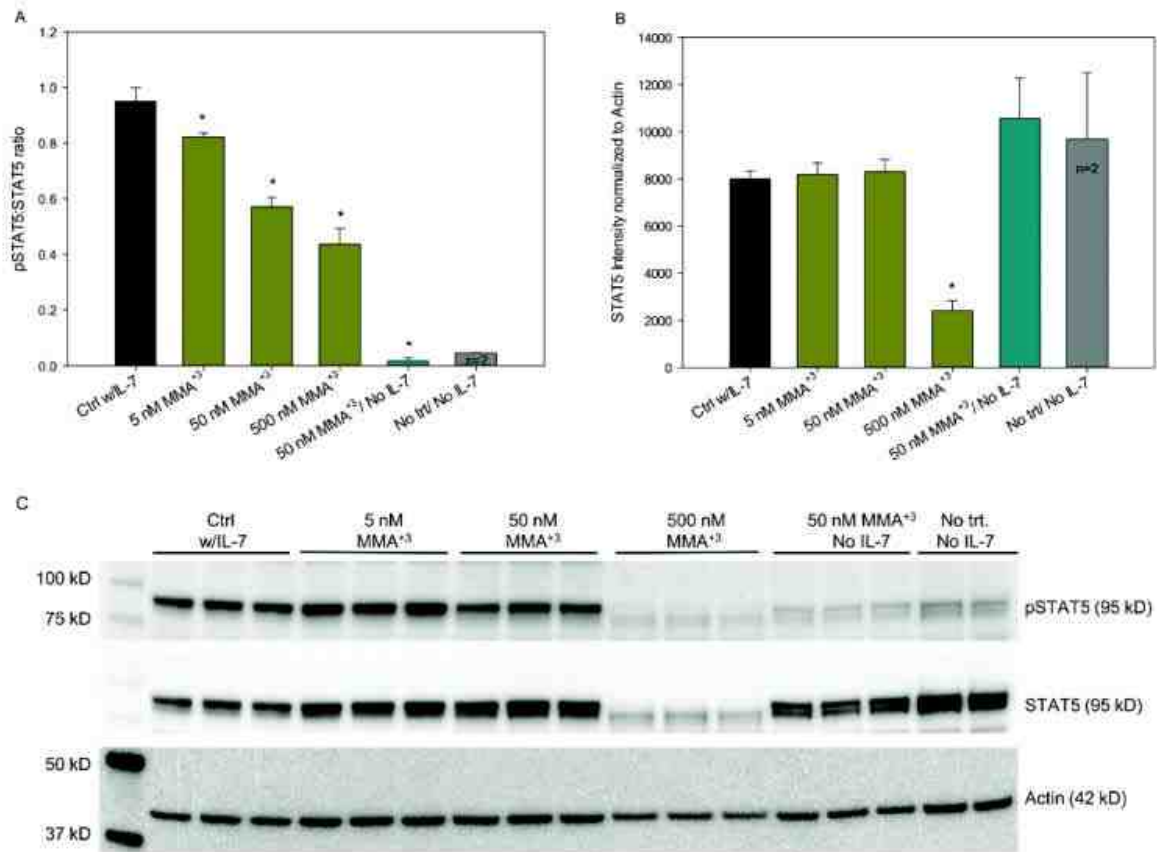 A
pSTAT5:STAT5 ratio
1.2
1.0
0.8
0.6
0.4
0.2
0.0
*
*
*
*
n=2
Ctrl w/IL-7
5 nM MMA⁺³
50 nM MMA⁺³
500 nM MMA⁺³
50 nM MMA⁺³/ No IL-7
No trt/ No IL-7
B
STAT5 Intensity normalized to Actin
14000
12000
10000
8000
6000
4000
2000
0
*
n=2
Ctrl w/IL-7
5 nM MMA⁺³
50 nM MMA⁺³
500 nM MMA⁺³
50 nM MMA⁺³/ No IL-7
No trt/ No IL-7
C
Ctrl
w/IL-7
5 nM
MMA⁺³
50 nM
MMA⁺³
500 nM
MMA⁺³
50 nM MMA⁺³
No IL-7
No trt.
No IL-7
100 kD
75 kD
pSTAT5 (95 kD)
STAT5 (95 kD)
50 kD
37 kD
Actin (42 kD)